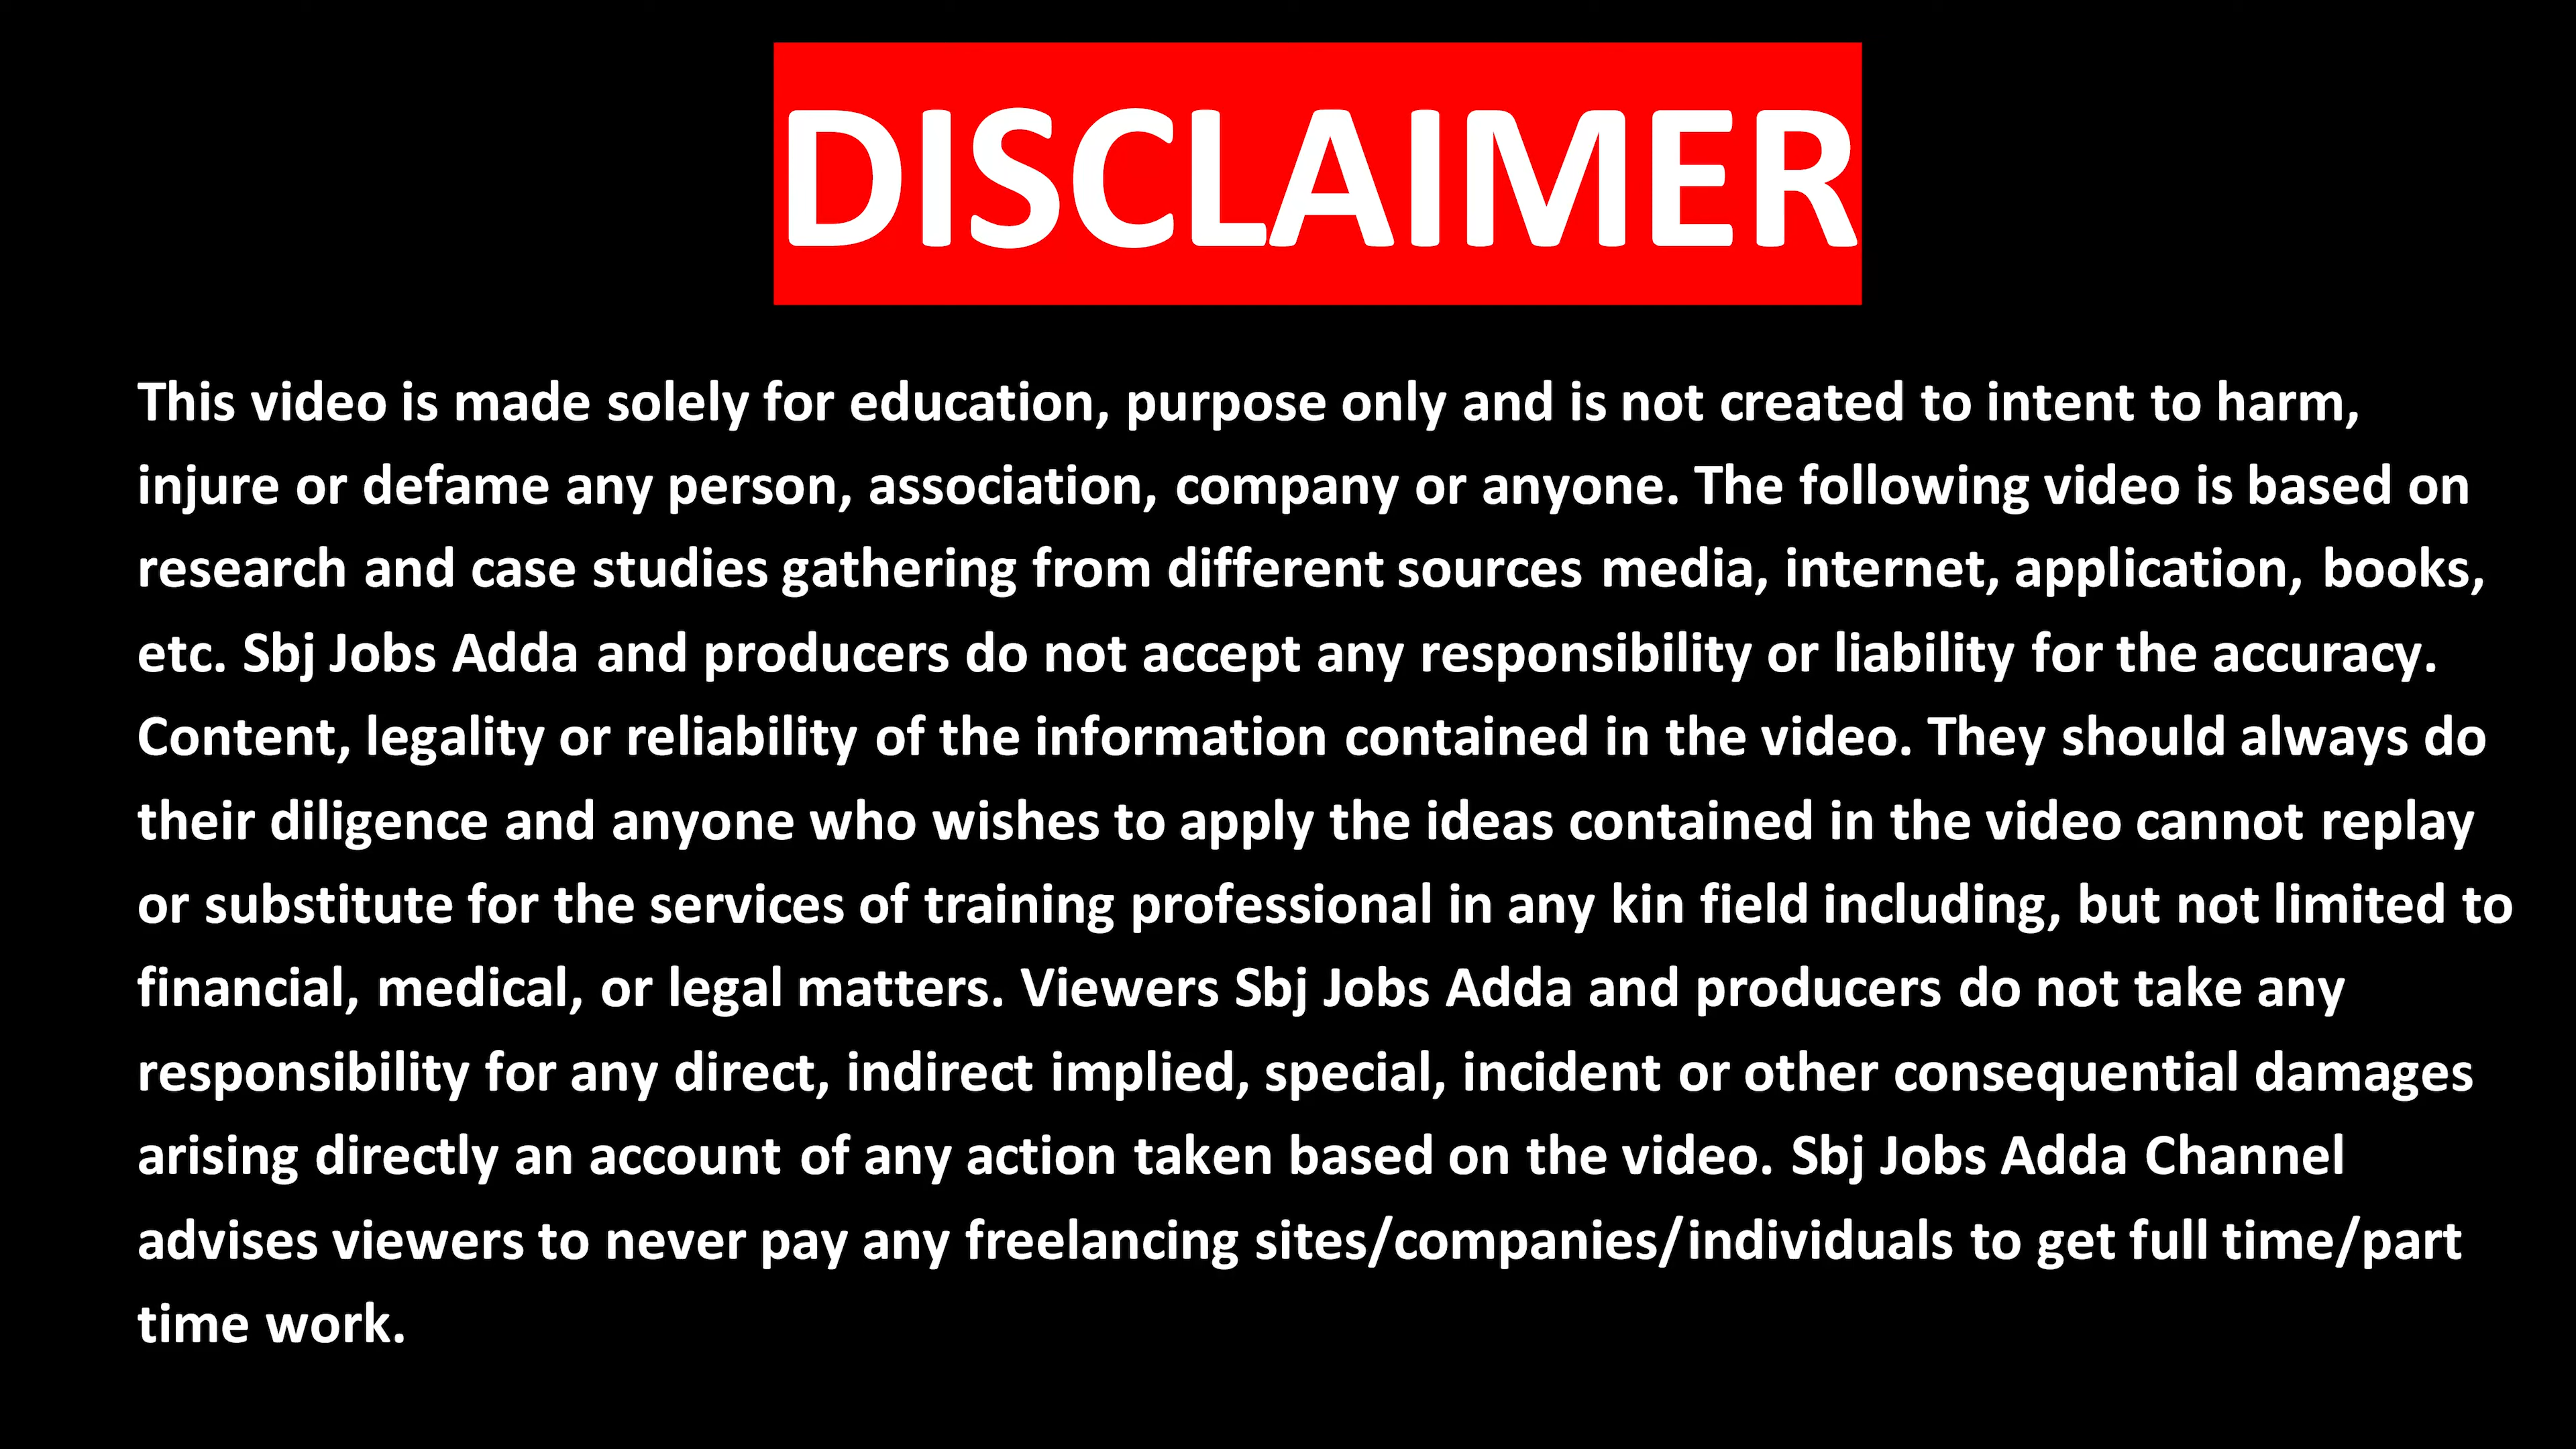 DISCLAIMER
This video is made solely for education, purpose only and is not created to intent to harm,
injure or defame any person, association, company or anyone. The following video is based on
research and case studies gathering from different sources media, internet, application, books,
etc. Sbj Jobs Adda and producers do not accept any responsibility or liability for the accuracy.
Content, legality or reliability of the information contained in the video. They should always do
their diligence and anyone who wishes to apply the ideas contained in the video cannot replay
or substitute for the services of training professional in any kin field including, but not limited to
financial, medical, or legal matters. Viewers Sbj Jobs Adda and producers do not take any
responsibility for any direct, indirect implied, special, incident or other consequential damages
arising directly an account of any action taken based on the video. Sbj Jobs Adda Channel
advises viewers to never pay any freelancing sites/companies/individuals to get full time/part
time work.